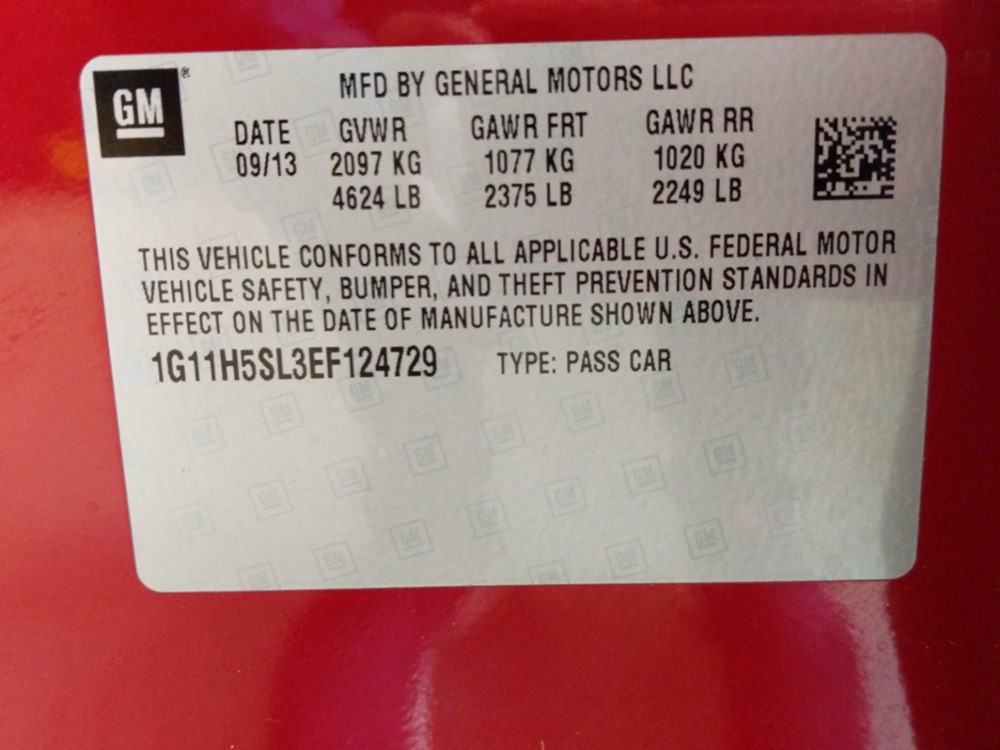 GM ®
MFD BY GENERAL MOTORS LLC
DATE GVWR GAWR FRT GAWR RR
09/13 2097 KG 1077 KG 1020 KG
4624 LB 2375 LB 2249 LB
THIS VEHICLE CONFORMS TO ALL APPLICABLE U.S. FEDERAL MOTOR
VEHICLE SAFETY, BUMPER, AND THEFT PREVENTION STANDARDS IN
EFFECT ON THE DATE OF MANUFACTURE SHOWN ABOVE.
1G11H5SL3EF124729 TYPE: PASS CAR